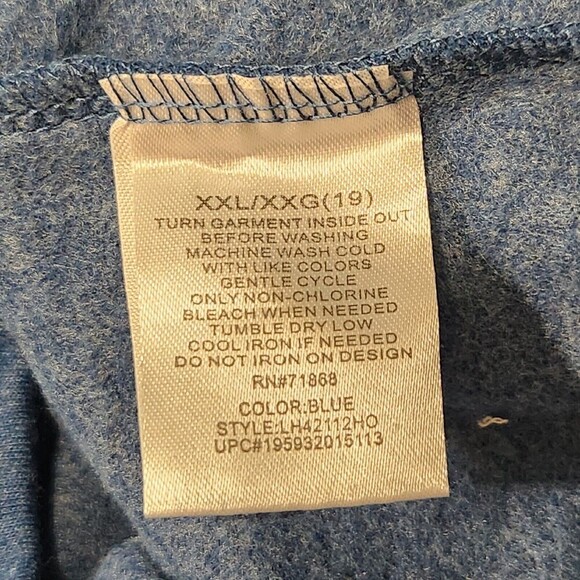 XXL/XXG(19)
TURN GARMENT INSIDE OUT
BEFORE WASHING
MACHINE WASH COLD
WITH LIKE COLORS
GENTLE CYCLE
ONLY NON-CHLORINE
BLEACH WHEN NEEDED
TUMBLE DRY LOW
COOL IRON IF NEEDED
DO NOT IRON ON DESIGN
RN#71868
COLOR:BLUE
STYLE:LH42112HO
UPC#195932015113